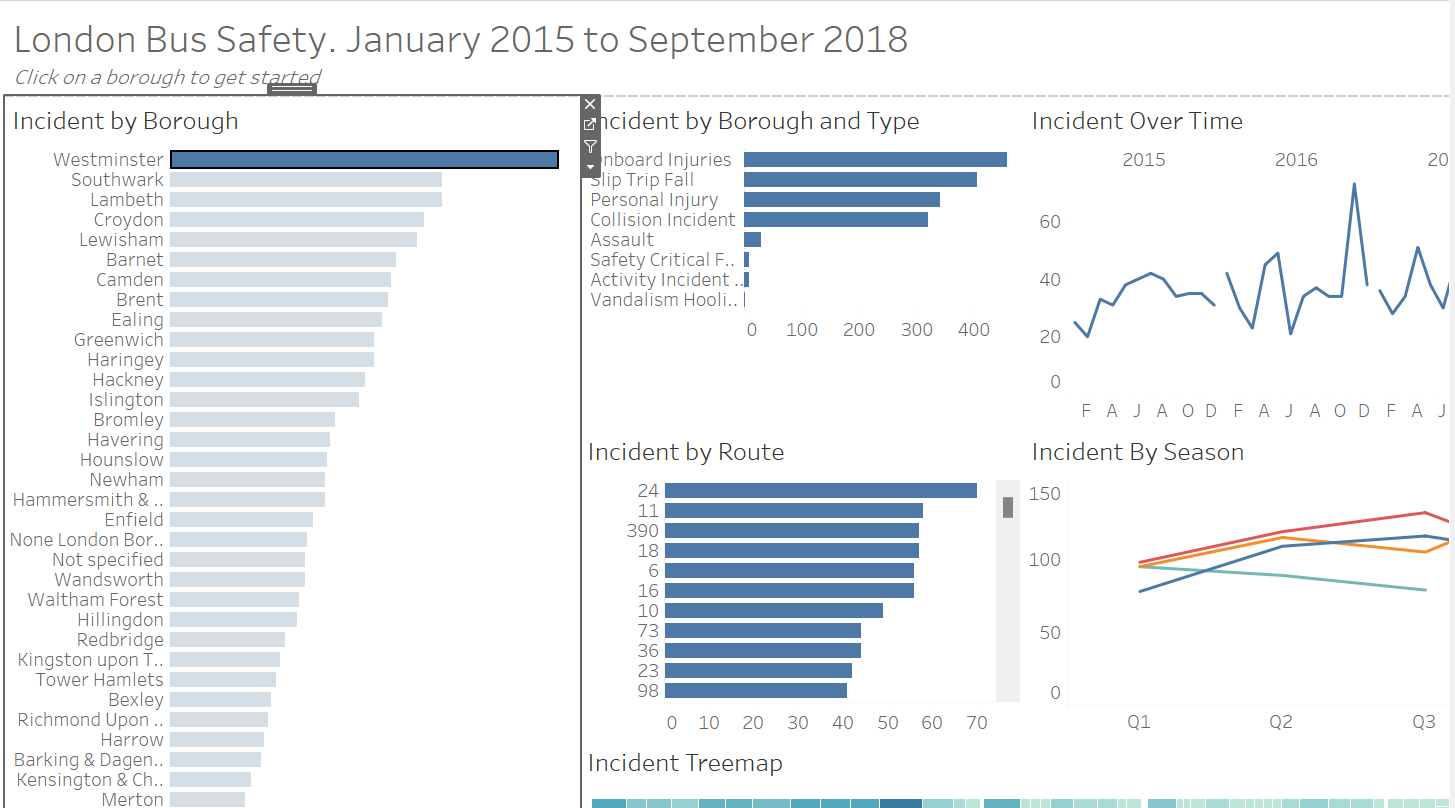 London Bus Safety. January 2015 to September 2018
Click on a borough to get started
Incident by Borough
Westminster
Southwark
Lambeth
Croydon
Lewisham
Barnet
Camden
Brent
Ealing
Greenwich
Haringey
Hackney
Islington
Bromley
Havering
Hounslow
Newham
Hammersmith & ..
Enfield
None London Bor..
Not specified
Wandsworth
Waltham Forest
Hillingdon
Redbridge
Kingston upon T..
Tower Hamlets
Bexley
Richmond Upon ..
Harrow
Barking & Dagen..
Kensington & Ch..
Merton
ncident by Borough and Type
nboard Injuries
Slip Trip Fall
Personal Injury
Collision Incident
Assault
Safety Critical F..
Activity Incident ..
Vandalism Hooli..
0 100 200 300 400
Incident Over Time
2015 2016 20
60
40
20
0
F A J A O D F A J A O D F A J
Incident by Route
24
11
390
18
6
16
10
73
36
23
98
0 10 20 30 40 50 60 70
Incident By Season
150
100
50
0
Q1 Q2 Q3
Incident Treemap